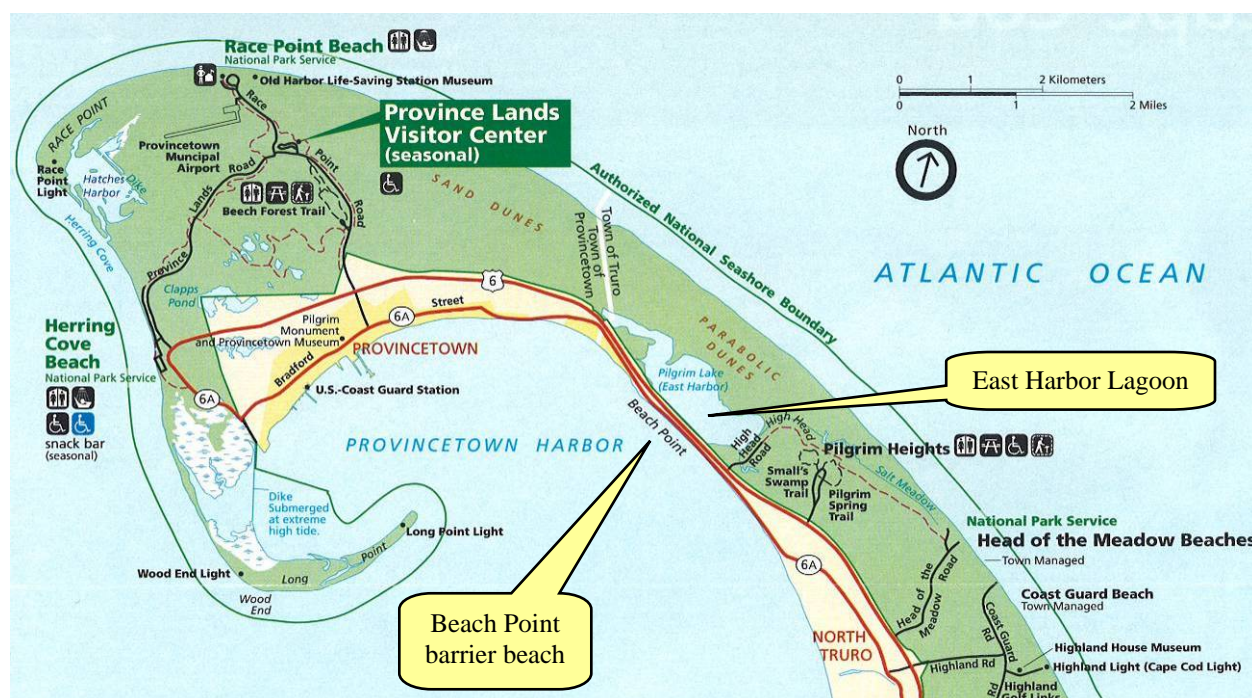 Race Point Beach
National Park Service
Old Harbor Life-Saving Station Museum
0 1 2 Kilometers
0 1 2 Miles
North
Province Lands
Visitor Center
(seasonal)
RACE POINT
Race
Point
Road
Provincetown
Muncipal
Airport
Race
Point
Light
Hatches
Harbor
Dike
Province
Lands
Road
Beech Forest Trail
SAND DUNES
Authorized National Seashore Boundary
Town of Truro
Town of
Provincetown
ATLANTIC OCEAN
Herring Cove
Clapps
Pond
6
Street
6A
Bradford
Pilgrim
Monument
and Provincetown Museum
PROVINCETOWN
PARABOLIC
DUNES
Herring
Cove
Beach
National Park Service
snack bar
(seasonal)
6A
U.S. Coast Guard Station
Pilgrim Lake
(East Harbor)
East Harbor Lagoon
Beach Point
PROVINCETOWN HARBOR
High
Head
Road
High Head
Pilgrim Heights
Salt Meadow
Small's
Swamp
Trail
Pilgrim
Spring
Trail
Dike
Submerged
at extreme
high tide.
Long Point Light
Wood End Light
Long
Point
Wood
End
Beach Point
barrier beach
National Park Service
Head of the Meadow Beaches
Town Managed
Head of the
Meadow
Road
Coast Guard Beach
Town Managed
Coast Guard
Rd
6A
NORTH
TRURO
Highland Rd
Highland House Museum
Highland Light (Cape Cod Light)
Rd
Highland
Golf Links